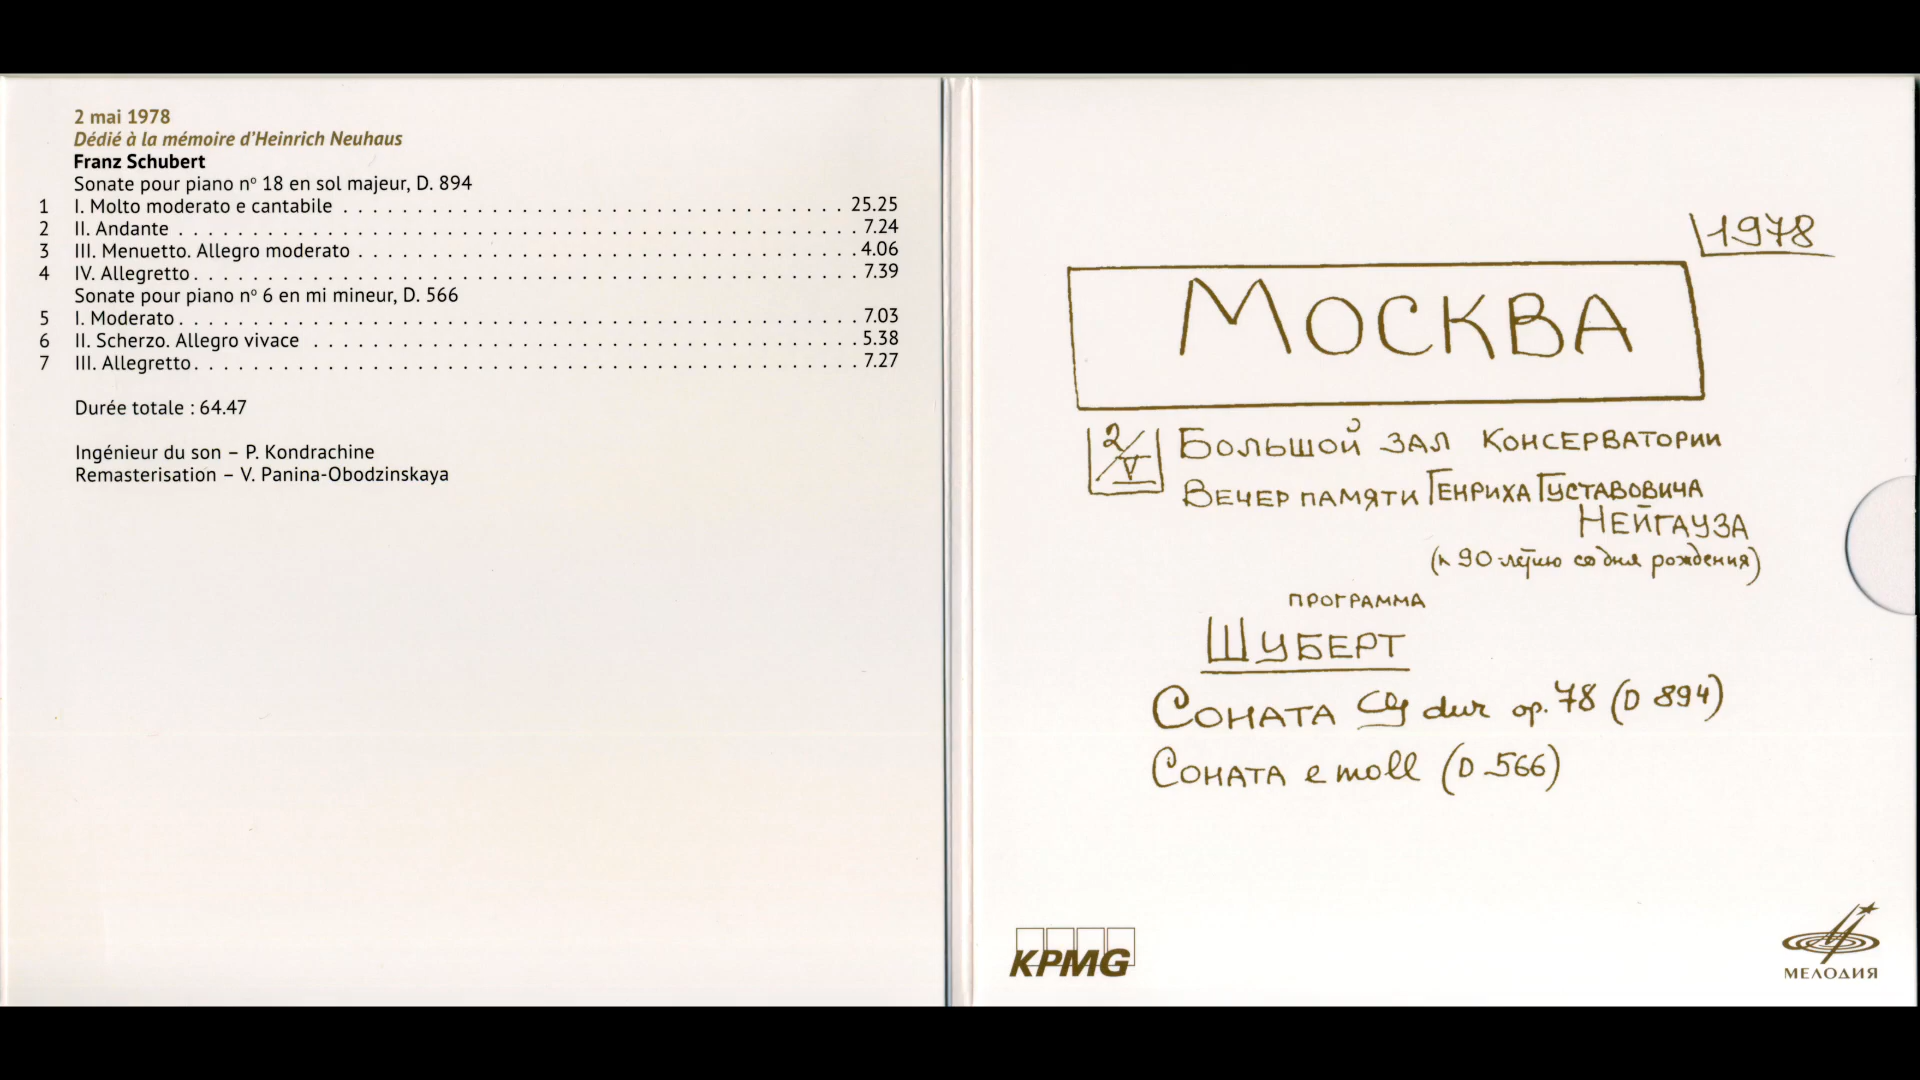 2 mai 1978
Dédié à la mémoire d'Heinrich Neuhaus
Franz Schubert
Sonate pour piano nº 18 en sol majeur, D. 894
1 I. Molto moderato e cantabile 25.25
2 II. Andante 7.24
3 III. Menuetto. Allegro moderato 4.06
4 IV. Allegretto 7.39
Sonate pour piano nº 6 en mi mineur, D. 566
5 I. Moderato 7.03
6 II. Scherzo. Allegro vivace 5.38
7 III. Allegretto 7.27
Durée totale : 64.47
Ingénieur du son – P. Kondrachine
Remasterisation – V. Panina-Obodzinskaya
1978
Москва
2/V Большой зал Консерватории
Вечер памяти Генриха Густавовича
Нейгауза
(к 90-летию со дня рождения)
программа
Шуберт
Соната G dur op. 78 (D 894)
Соната e moll (D 566)
KPMG
МЕЛОДИЯ